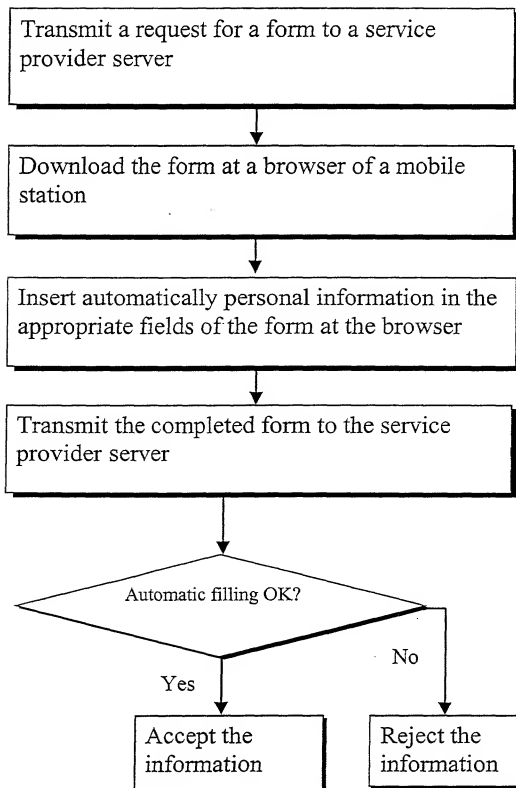 Transmit a request for a form to a service
provider server
Download the form at a browser of a mobile
station
Insert automatically personal information in the
appropriate fields of the form at the browser
Transmit the completed form to the service
provider server
Automatic filling OK?
Yes
No
Accept the
information
Reject the
information